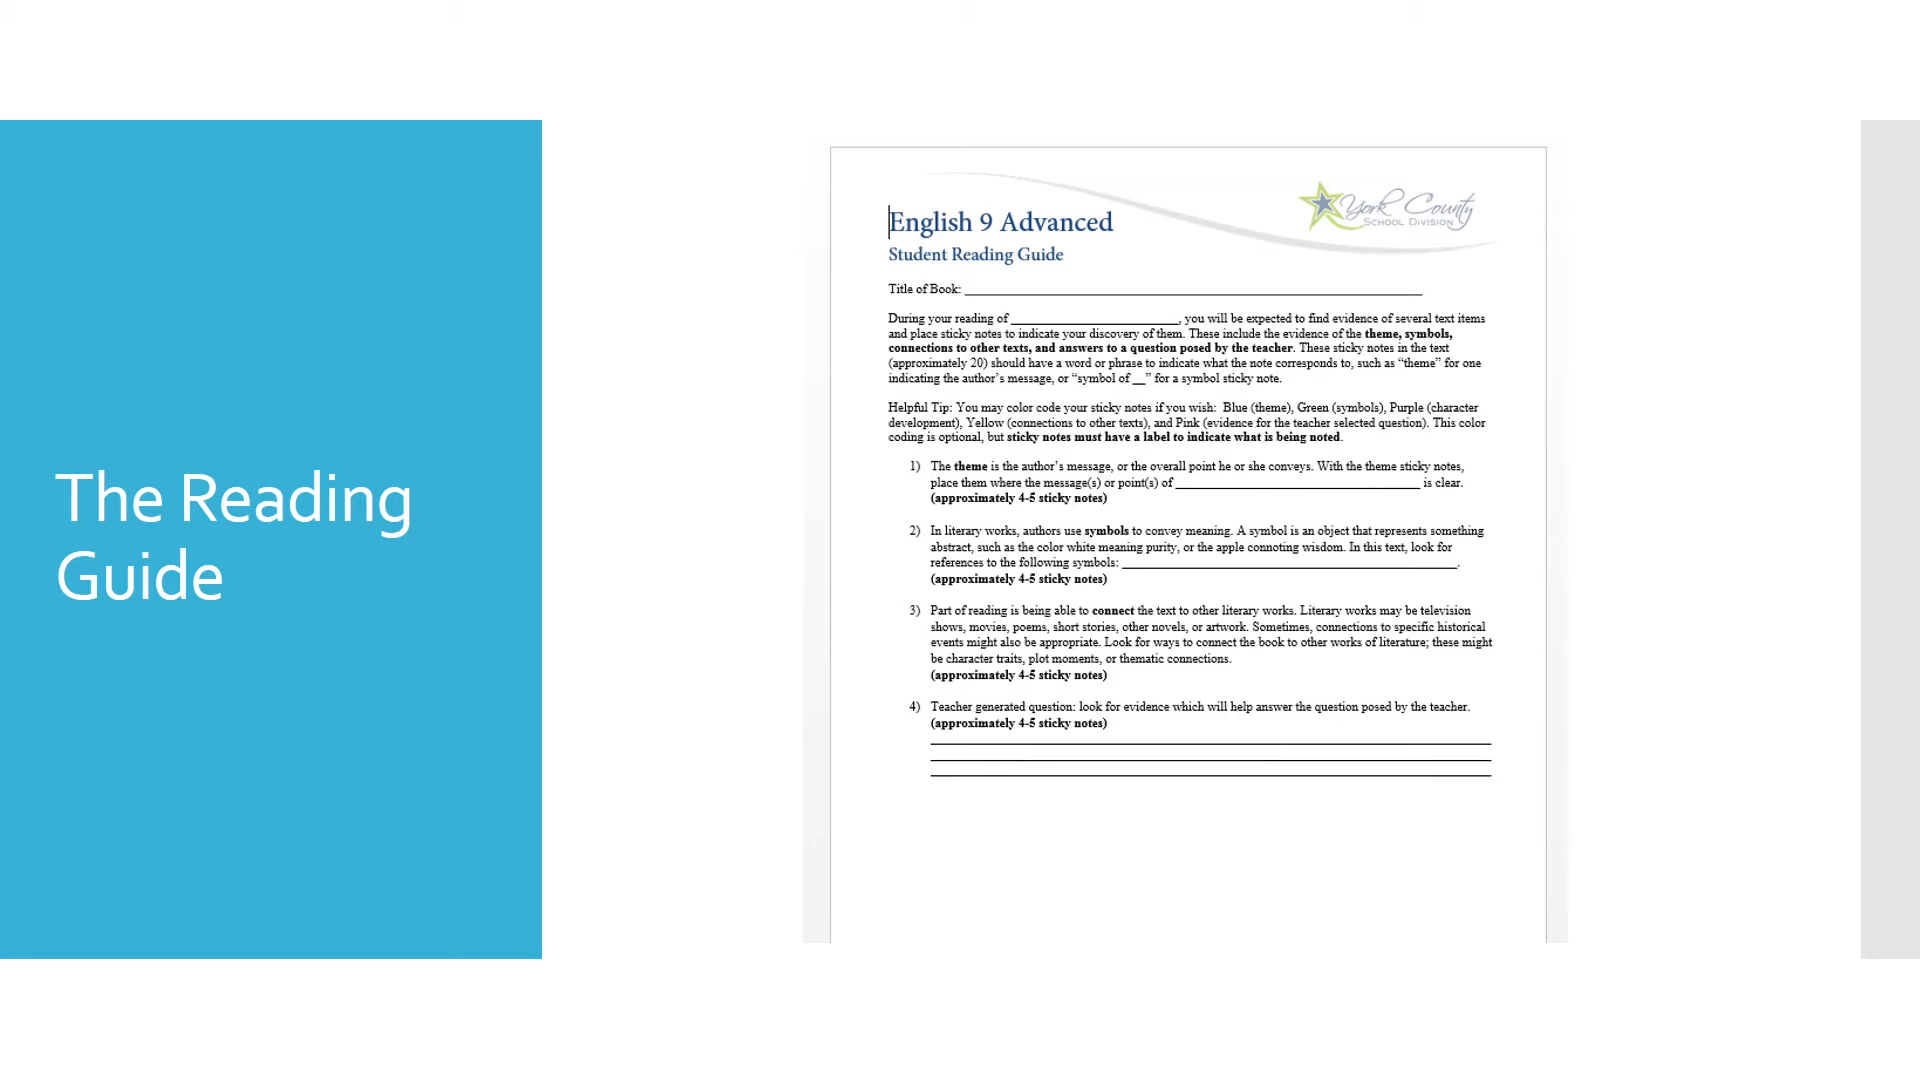 The Reading
Guide
York County
SCHOOL DIVISION
English 9 Advanced
Student Reading Guide
Title of Book: ______________________________
During your reading of ____________________, you will be expected to find evidence of several text items
and place sticky notes to indicate your discovery of them. These include the evidence of the theme, symbols,
connections to other texts, and answers to a question posed by the teacher. These sticky notes in the text
(approximately 20) should have a word or phrase to indicate what the note corresponds to, such as “theme” for one
indicating the author’s message, or “symbol of __” for a symbol sticky note.
Helpful Tip: You may color code your sticky notes if you wish: Blue (theme), Green (symbols), Purple (character
development), Yellow (connections to other texts), and Pink (evidence for the teacher selected question). This color
coding is optional, but sticky notes must have a label to indicate what is being noted.
1) The theme is the author’s message, or the overall point he or she conveys. With the theme sticky notes,
place them where the message(s) or point(s) of ____________________ is clear.
(approximately 4-5 sticky notes)
2) In literary works, authors use symbols to convey meaning. A symbol is an object that represents something
abstract, such as the color white meaning purity, or the apple connoting wisdom. In this text, look for
references to the following symbols: ____________________.
(approximately 4-5 sticky notes)
3) Part of reading is being able to connect the text to other literary works. Literary works may be television
shows, movies, poems, short stories, other novels, or artwork. Sometimes, connections to specific historical
events might also be appropriate. Look for ways to connect the book to other works of literature; these might
be character traits, plot moments, or thematic connections.
(approximately 4-5 sticky notes)
4) Teacher generated question: look for evidence which will help answer the question posed by the teacher.
(approximately 4-5 sticky notes)